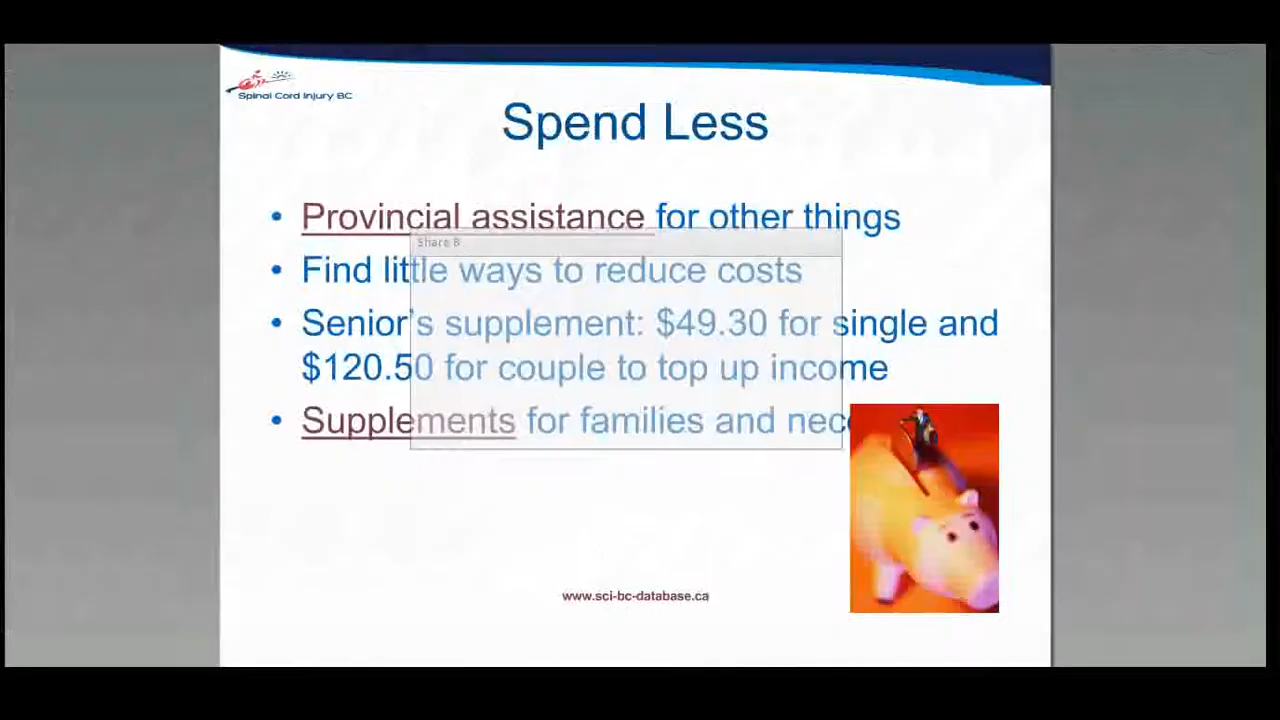 Spinal Cord Injury BC
Spend Less
• Provincial assistance for other things
Share 8
• Find little ways to reduce costs
• Senior's supplement: $49.30 for single and
$120.50 for couple to top up income
• Supplements for families and
www.sci-bc-database.ca